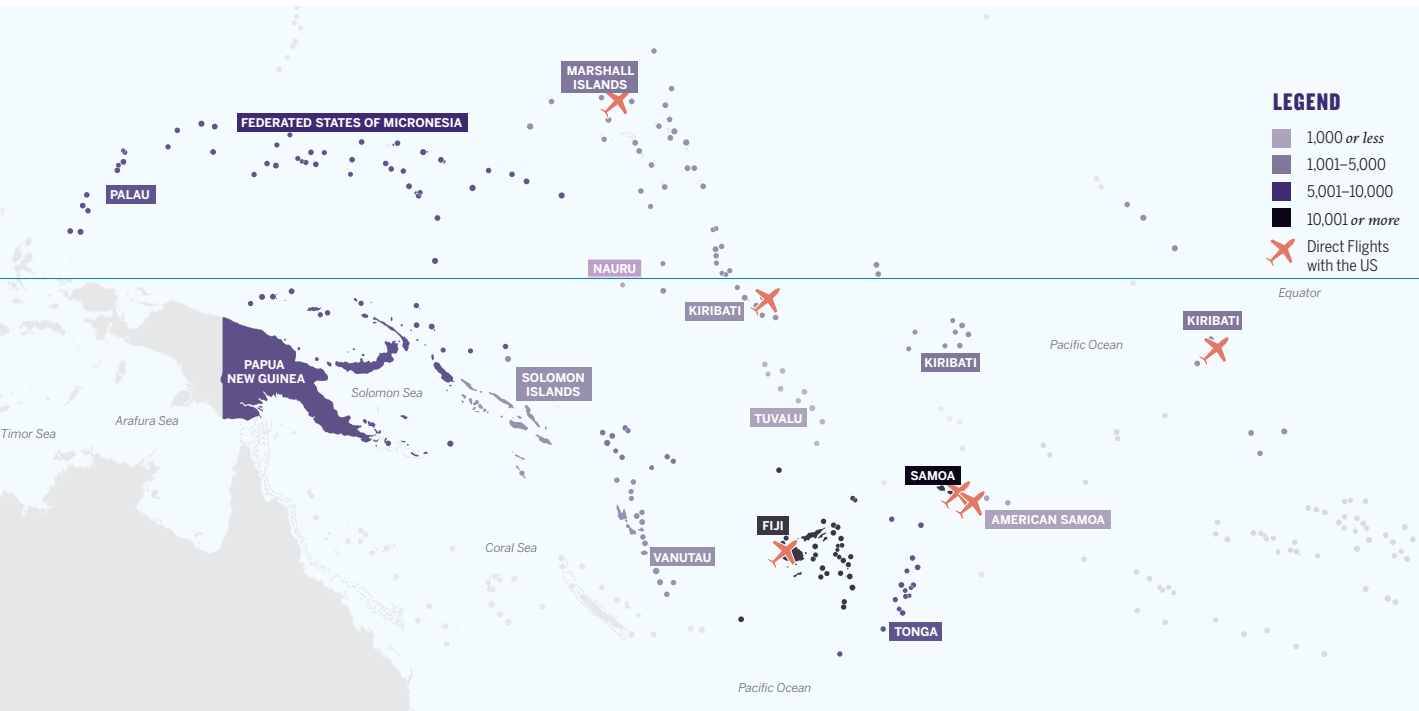 MARSHALL
ISLANDS
LEGEND
FEDERATED STATES OF MICRONESIA
1,000 or less
1,001–5,000
PALAU
5,001–10,000
10,001 or more
Direct Flights
with the US
NAURU
Equator
KIRIBATI
KIRIBATI
Pacific Ocean
KIRIBATI
PAPUA
NEW GUINEA
Solomon Sea
SOLOMON
ISLANDS
TUVALU
Arafura Sea
Timor Sea
SAMOA
AMERICAN SAMOA
FIJI
Coral Sea
VANUTAU
TONGA
Pacific Ocean